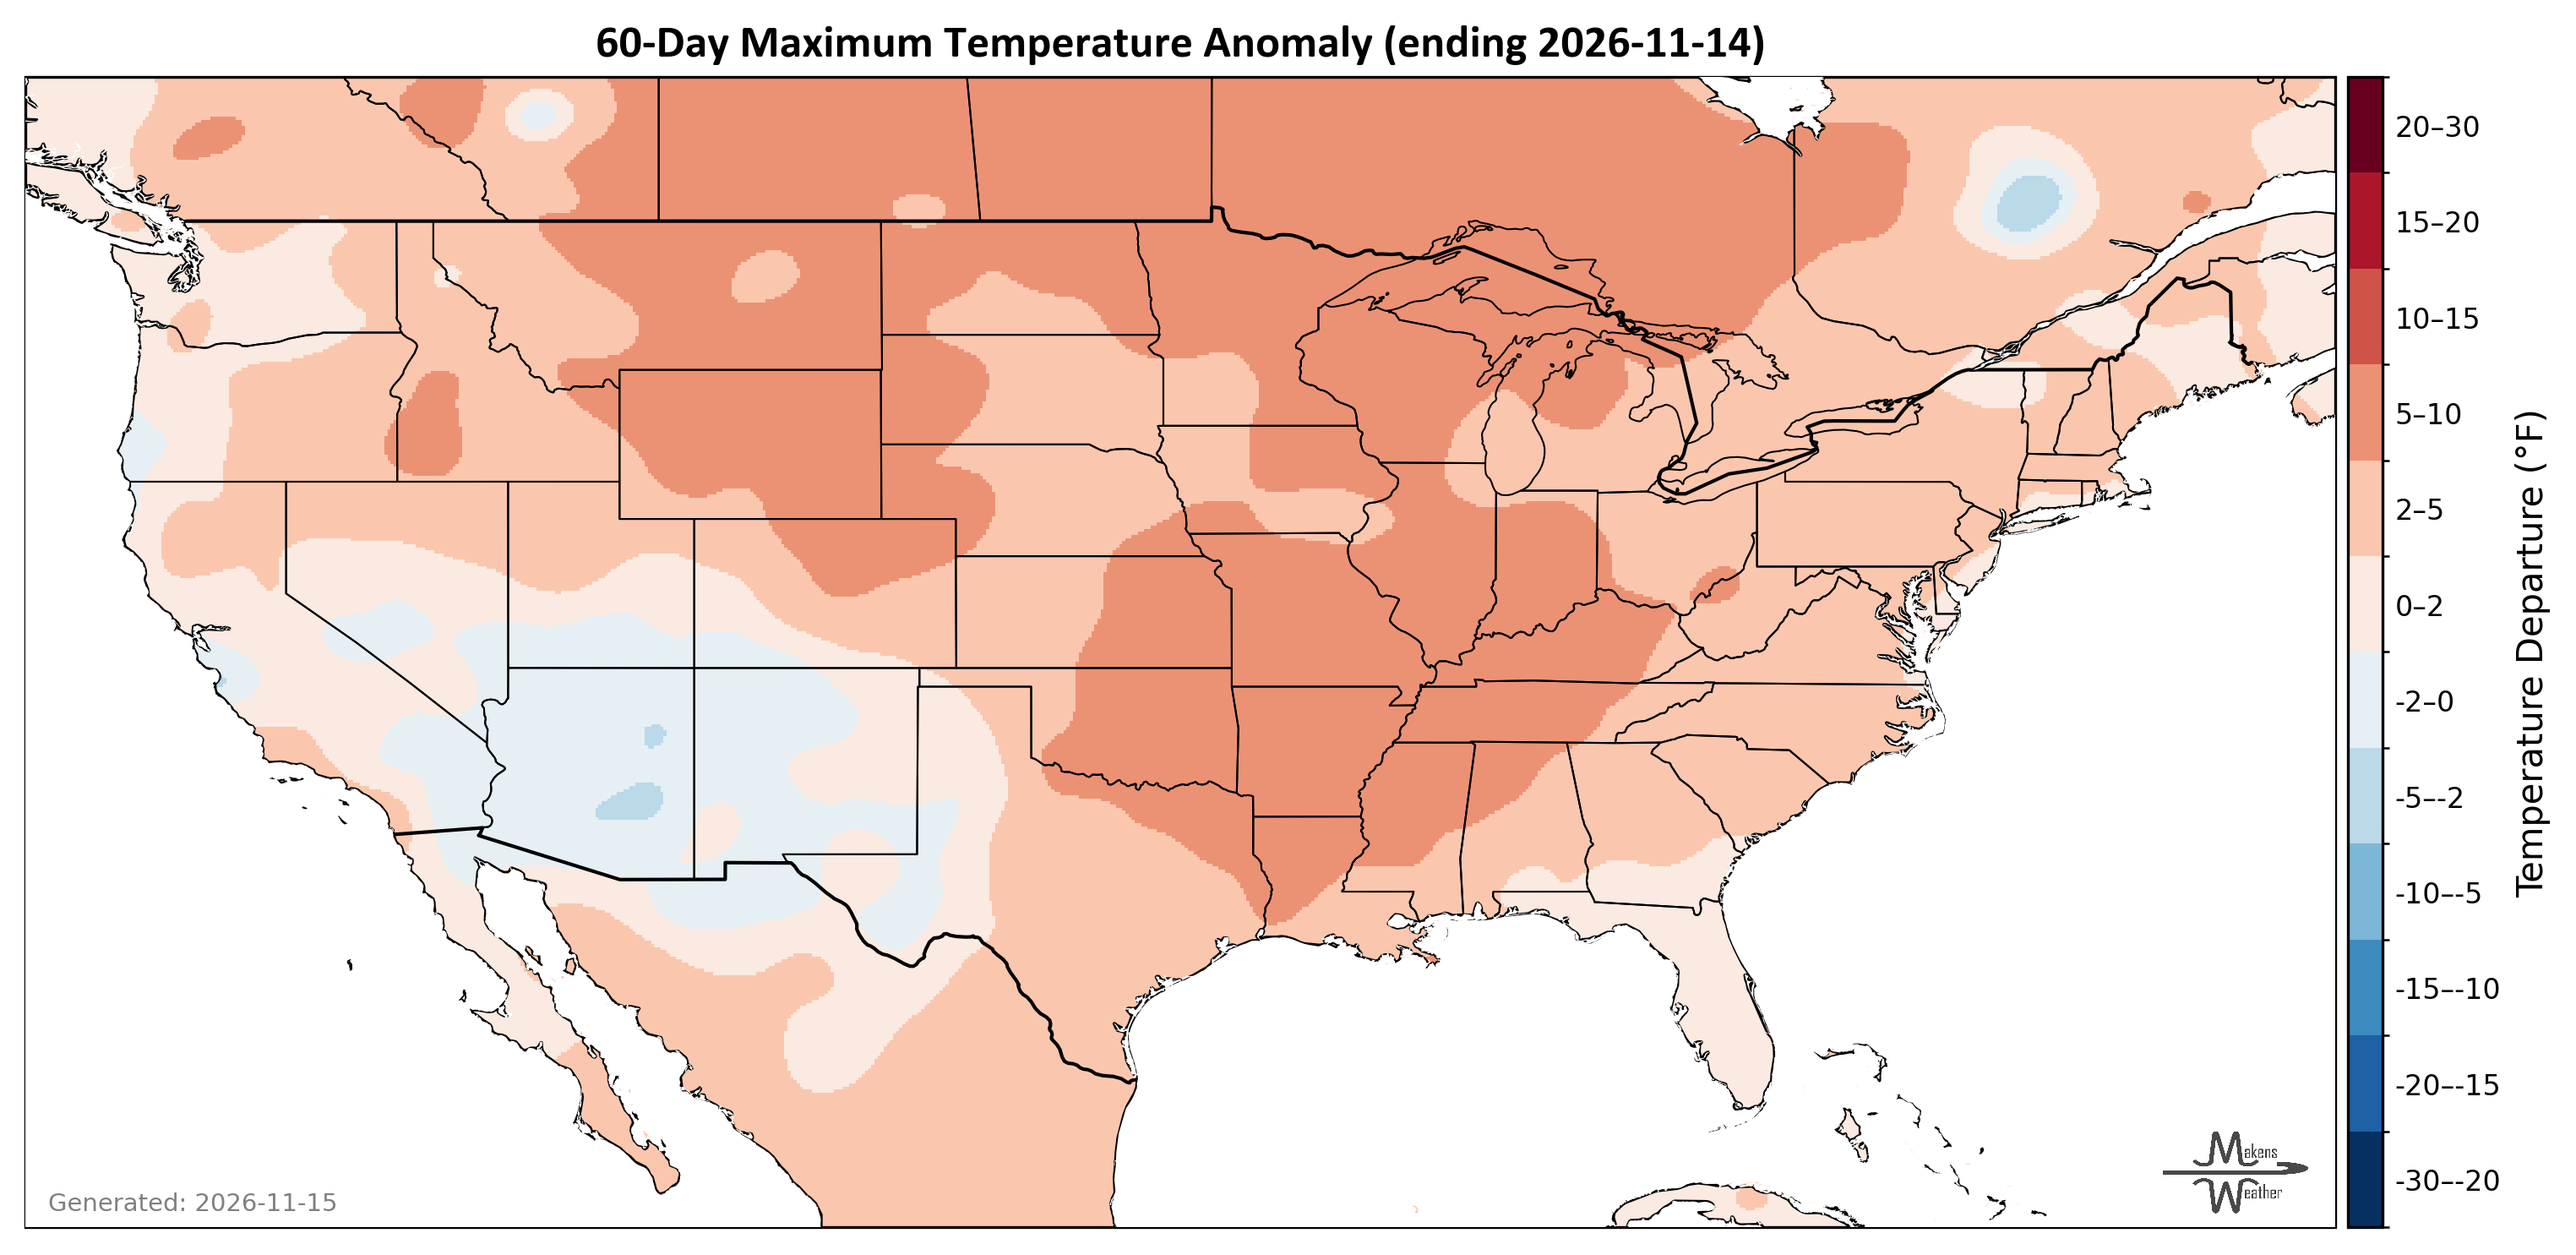 60-Day Maximum Temperature Anomaly (ending 2026-11-14)
20–30
15–20
10–15
5–10
2–5
0–2
-2–0
-5–-2
-10–-5
-15–-10
-20–-15
-30–-20
Temperature Departure (°F)
Generated: 2026-11-15
Makens
Weather